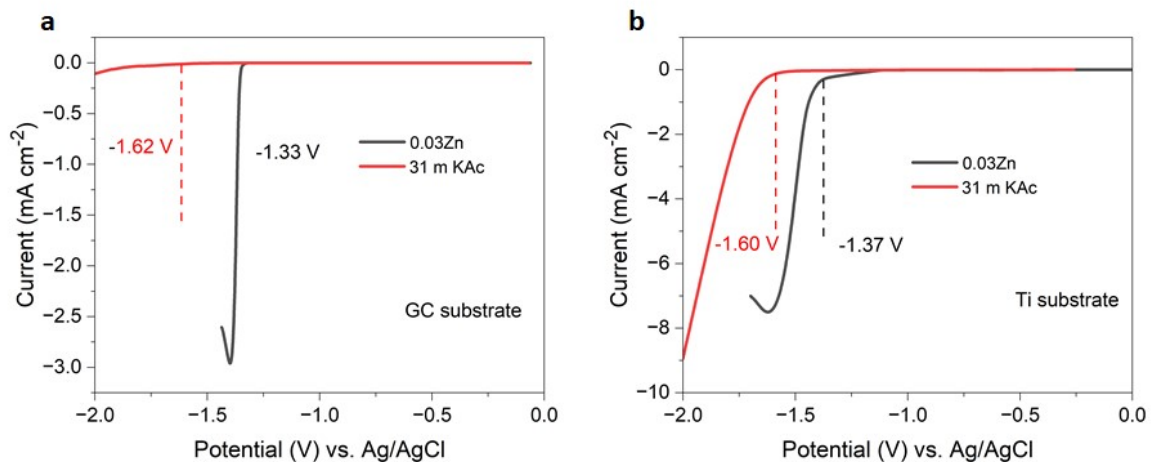 a
0.0
−0.5
−1.0
−1.5
−2.0
−2.5
−3.0
Current (mA cm-2)
-1.62 V
-1.33 V
0.03Zn
31 m KAc
GC substrate
−2.0 −1.5 −1.0 −0.5 0.0
Potential (V) vs. Ag/AgCl
b
0
−2
−4
−6
−8
−10
Current (mA cm-2)
0.03Zn
31 m KAc
-1.60 V
-1.37 V
Ti substrate
−2.0 −1.5 −1.0 −0.5 0.0
Potential (V) vs. Ag/AgCl